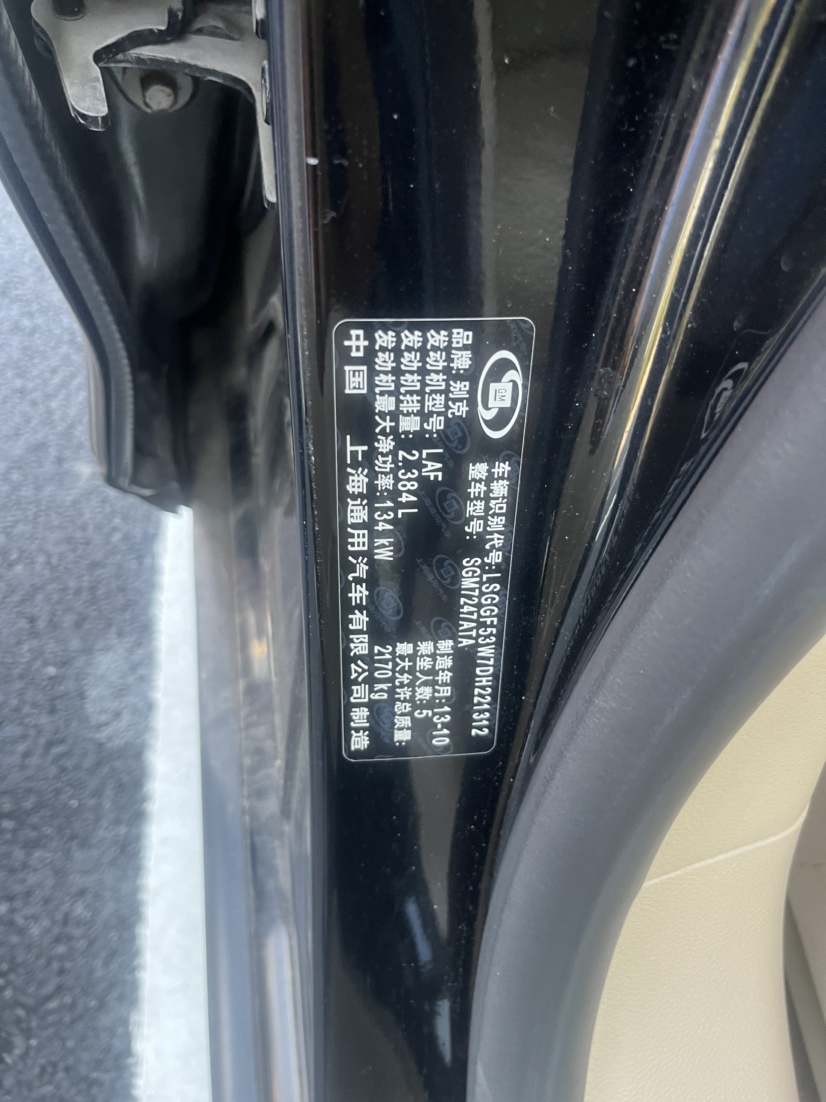 GM
车辆识别代号:LSGGF53W7DH221312
整车型号: SGM7247ATA
品牌: 别克
制造年月:13-10
发动机型号: LAF
乘坐人数: 5
发动机排量: 2.384 L
最大允许总质量:
发动机最大净功率:134 kW
2170 kg
中国 上海通用汽车有限公司制造